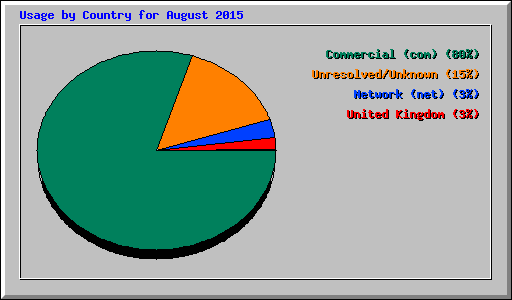 Usage by Country for August 2015
Commercial (com) (80%)
Unresolved/Unknown (15%)
Network (net) (3%)
United Kingdom (3%)